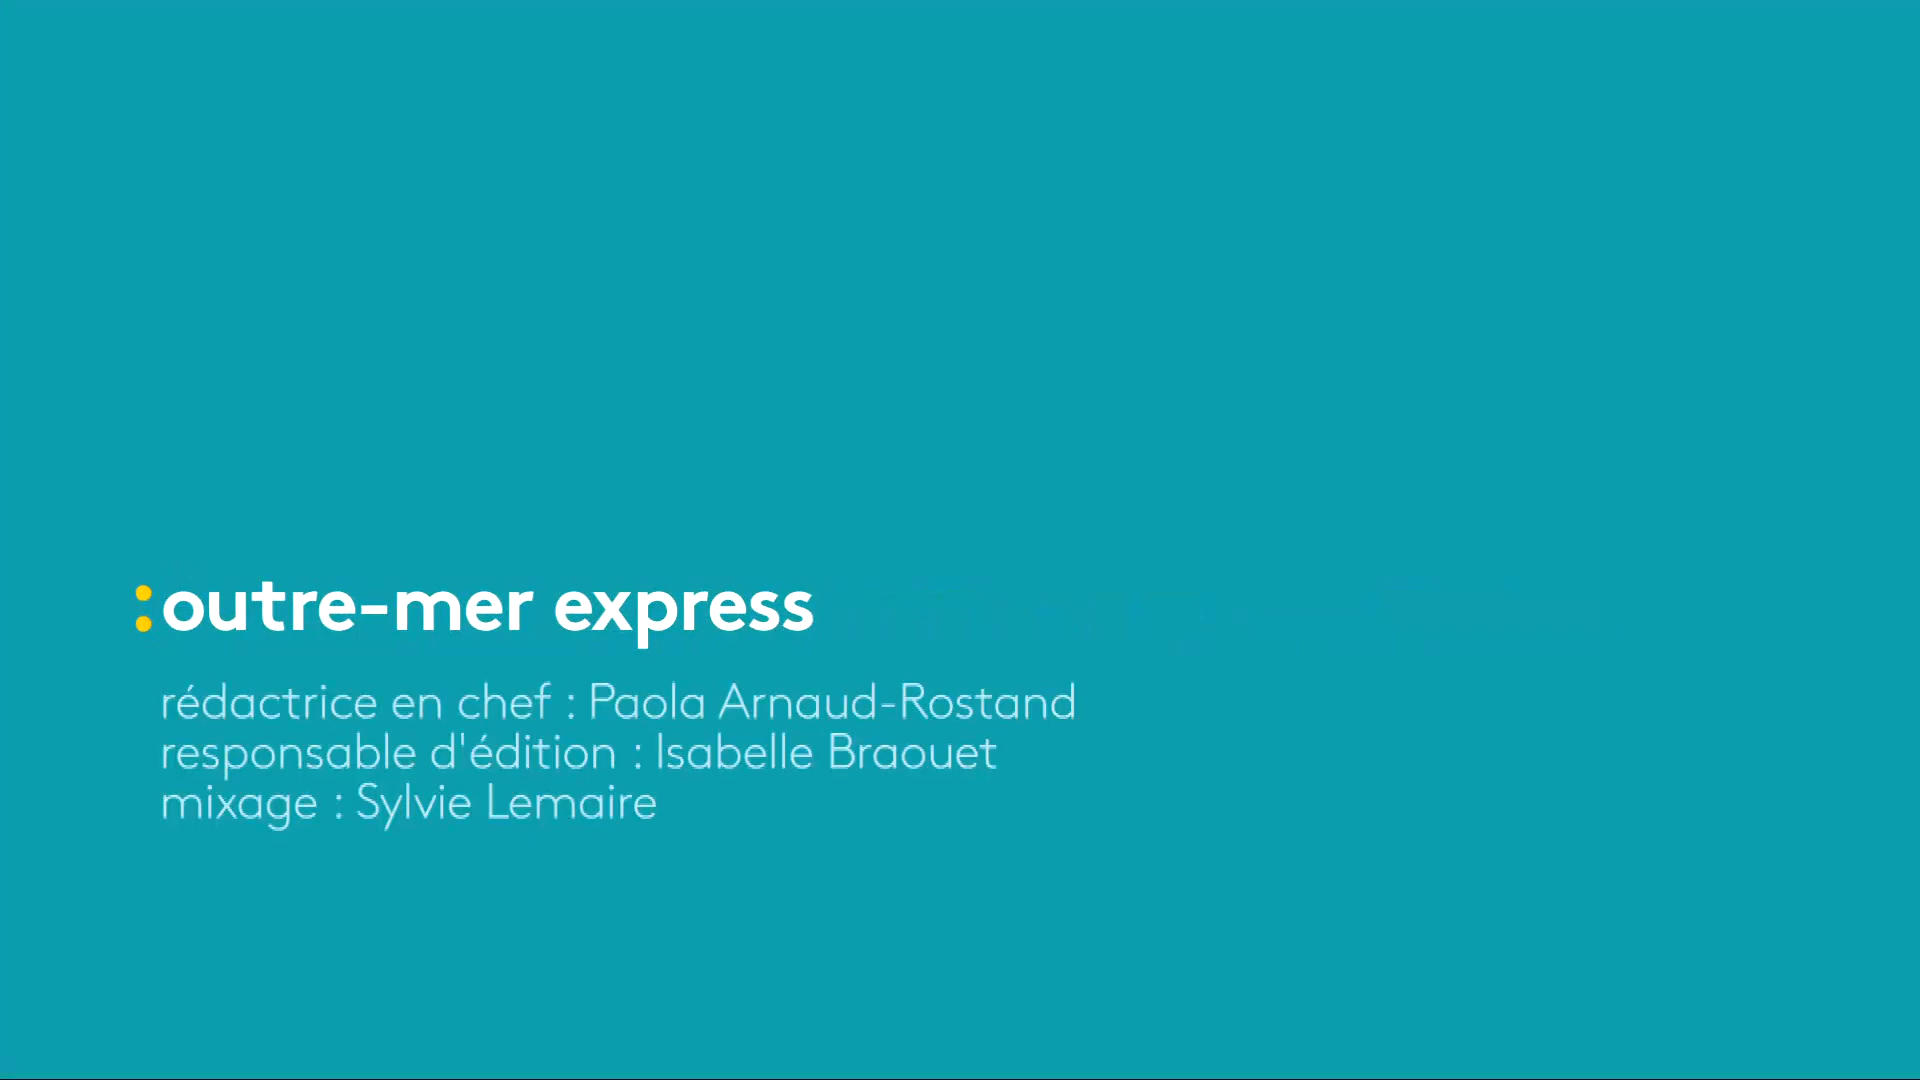 :outre-mer express
rédactrice en chef : Paola Arnaud-Rostand
responsable d'édition : Isabelle Braouet
mixage : Sylvie Lemaire